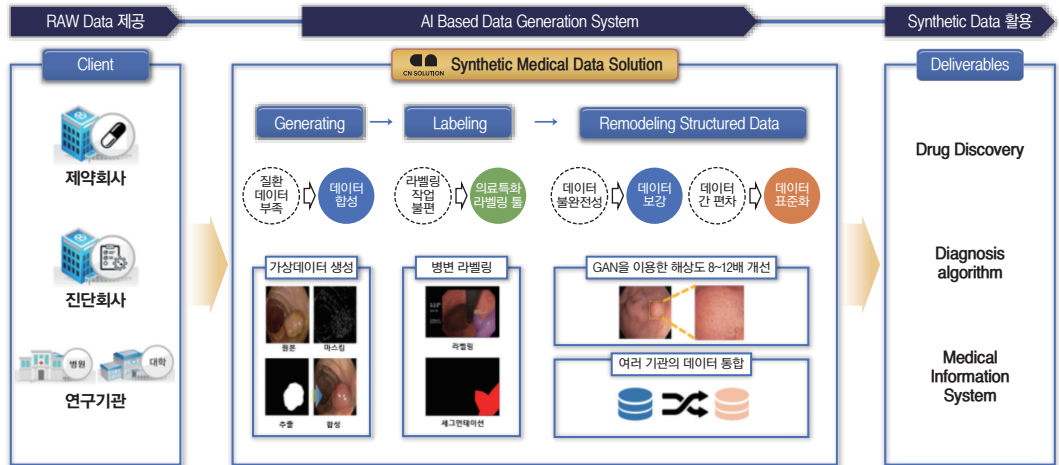 RAW Data 제공
AI Based Data Generation System
Synthetic Data 활용
Client
제약회사
진단회사
병원
대학
연구기관
CN SOLUTION
Synthetic Medical Data Solution
Generating
Labeling
Remodeling Structured Data
질환
데이터
부족
데이터
합성
라벨링
작업
불편
의료특화
라벨링 툴
데이터
불완전성
데이터
보강
데이터
간 편차
데이터
표준화
가상데이터 생성
원본
마스킹
추출
합성
병변 라벨링
라벨링
세그먼테이션
GAN을 이용한 해상도 8~12배 개선
여러 기관의 데이터 통합
Deliverables
Drug Discovery
Diagnosis
algorithm
Medical
Information
System